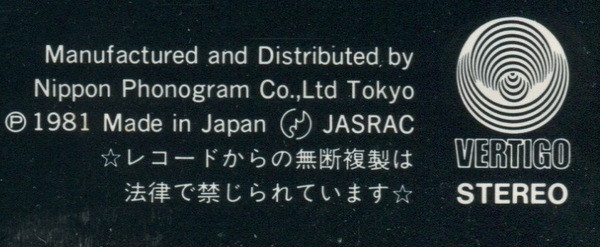 Manufactured and Distributed by
Nippon Phonogram Co.,Ltd Tokyo
Ⓟ 1981 Made in Japan JASRAC
☆レコードからの無断複製は
法律で禁じられています☆
VERTIGO
STEREO